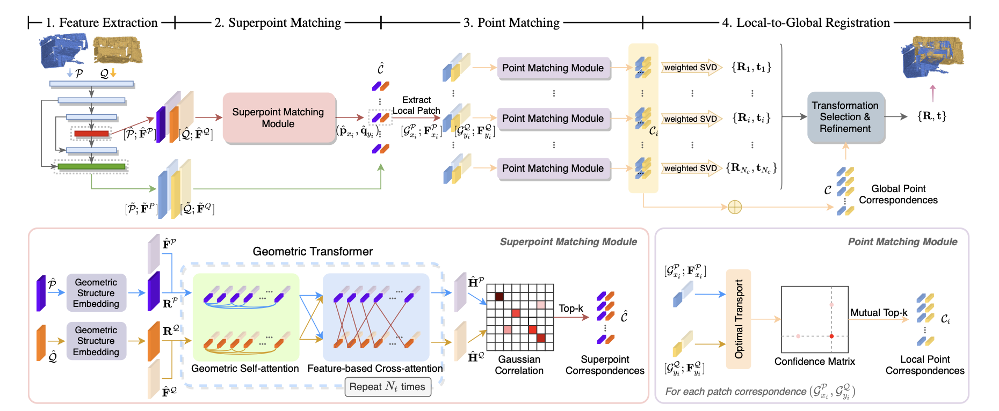 1. Feature Extraction
2. Superpoint Matching
3. Point Matching
4. Local-to-Global Registration
𝒫
𝒬
[𝒫̂; F̂^𝒫]
[𝒬̂; F̂^𝒬]
Superpoint Matching
Module
Ĉ
(p̂_{x_i}, q̂_{y_i})
Extract
Local Patch
[𝒢^𝒫_{x_i}; F^𝒫_{x_i}]
[𝒢^𝒬_{y_i}; F^𝒬_{y_i}]
Point Matching Module
Point Matching Module
Point Matching Module
𝒞_i
weighted SVD
{R_1, t_1}
weighted SVD
{R_i, t_i}
weighted SVD
{R_{N_c}, t_{N_c}}
Transformation
Selection &
Refinement
{R, t}
𝒞
Global Point
Correspondences
[𝒫̃; F̃^P]
[𝒬̃; F̃^Q]
Superpoint Matching Module
𝒫̂
Geometric
Structure
Embedding
F̂^𝒫
R^𝒫
𝒬̂
Geometric
Structure
Embedding
R^𝒬
F̂^𝒬
Geometric Transformer
Geometric Self-attention
Feature-based Cross-attention
Repeat N_t times
Ĥ^𝒫
Ĥ^𝒬
Gaussian
Correlation
Top-k
Ĉ
Superpoint
Correspondences
Point Matching Module
[𝒢^𝒫_{x_i}; F^𝒫_{x_i}]
[𝒢^𝒬_{y_i}; F^𝒬_{y_i}]
Optimal Transport
Confidence Matrix
Mutual Top-k
𝒞_i
Local Point
Correspondences
For each patch correspondence (𝒢^𝒫_{x_i}, 𝒢^𝒬_{y_i})